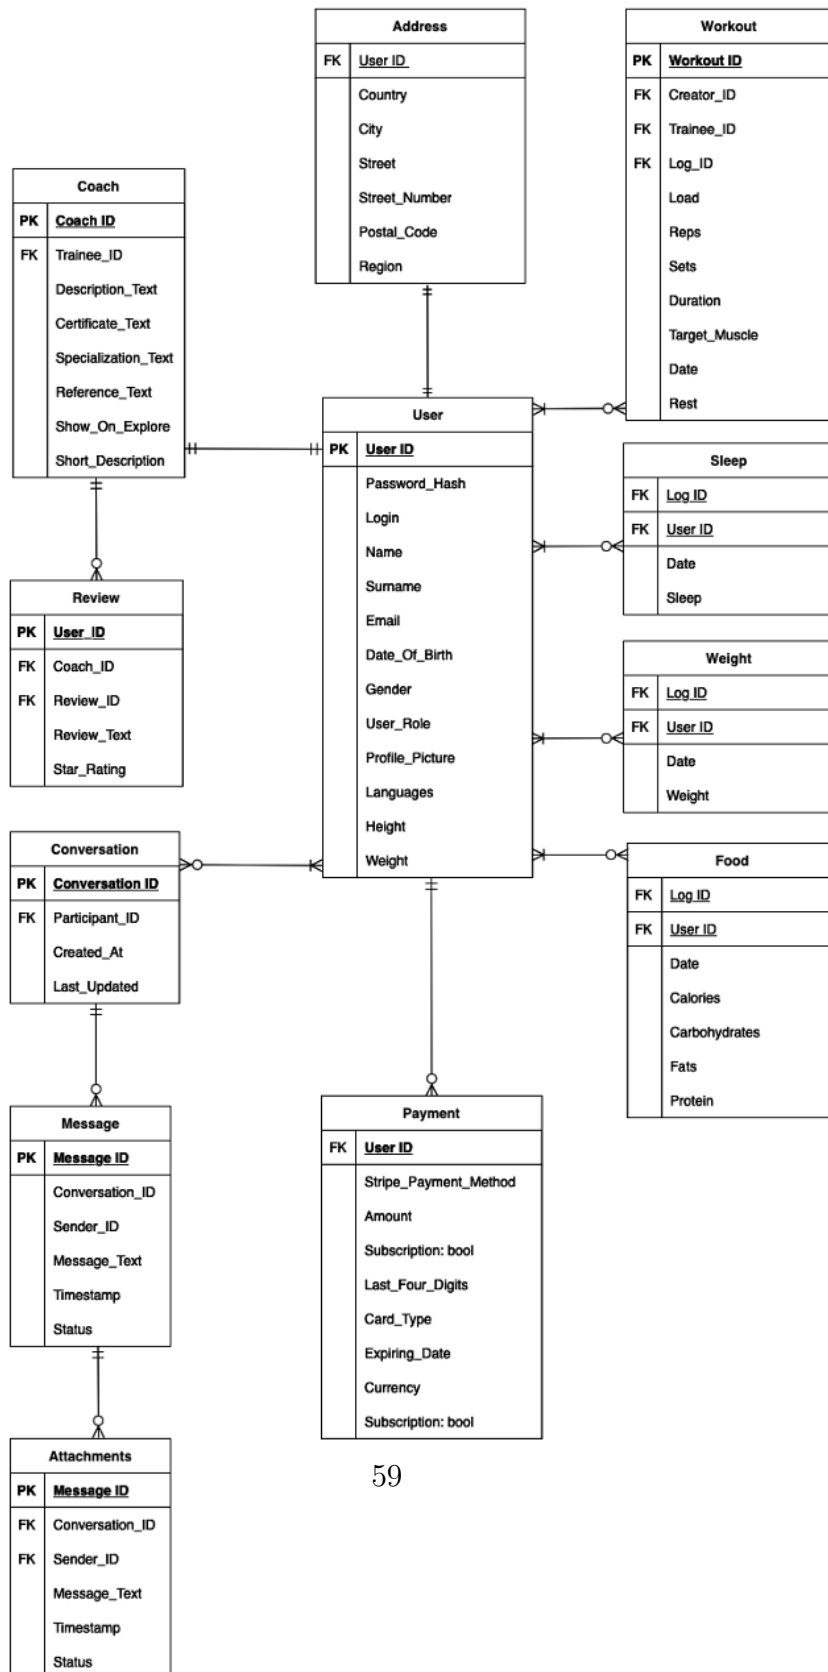 Address
FK User ID
Country
City
Street
Street_Number
Postal_Code
Region
Workout
PK Workout ID
FK Creator_ID
FK Trainee_ID
FK Log_ID
Load
Reps
Sets
Duration
Target_Muscle
Date
Rest
Coach
PK Coach ID
FK Trainee_ID
Description_Text
Certificate_Text
Specialization_Text
Reference_Text
Show_On_Explore
Short_Description
User
PK User ID
Password_Hash
Login
Name
Surname
Email
Date_Of_Birth
Gender
User_Role
Profile_Picture
Languages
Height
Weight
Sleep
FK Log ID
FK User ID
Date
Sleep
Review
PK User_ID
FK Coach_ID
FK Review_ID
Review_Text
Star_Rating
Weight
FK Log ID
FK User ID
Date
Weight
Conversation
PK Conversation ID
FK Participant_ID
Created_At
Last_Updated
Food
FK Log ID
FK User ID
Date
Calories
Carbohydrates
Fats
Protein
Message
PK Message ID
Conversation_ID
Sender_ID
Message_Text
Timestamp
Status
Payment
FK User ID
Stripe_Payment_Method
Amount
Subscription: bool
Last_Four_Digits
Card_Type
Expiring_Date
Currency
Subscription: bool
Attachments
PK Message ID
FK Conversation_ID
FK Sender_ID
Message_Text
Timestamp
Status
59